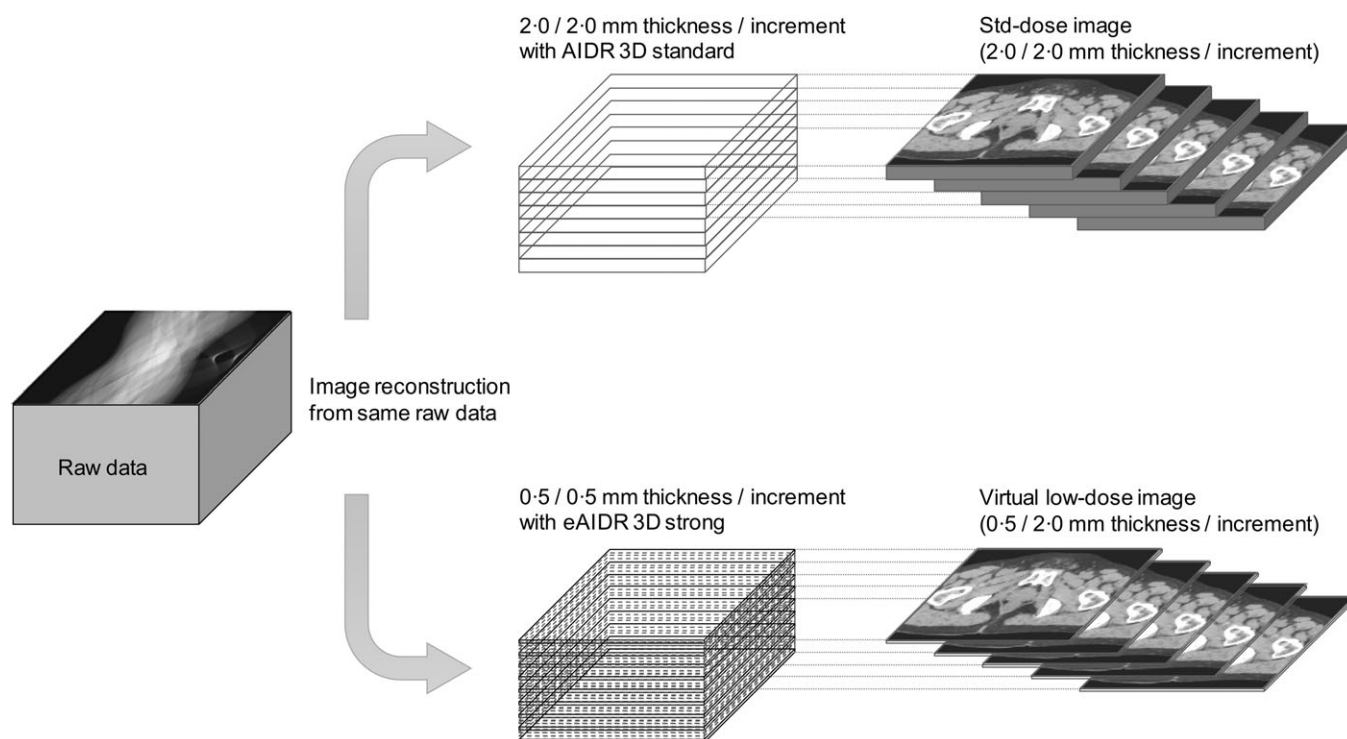 2·0 / 2·0 mm thickness / increment
with AIDR 3D standard
Std-dose image
(2·0 / 2·0 mm thickness / increment)
Image reconstruction
from same raw data
Raw data
0·5 / 0·5 mm thickness / increment
with eAIDR 3D strong
Virtual low-dose image
(0·5 / 2·0 mm thickness / increment)